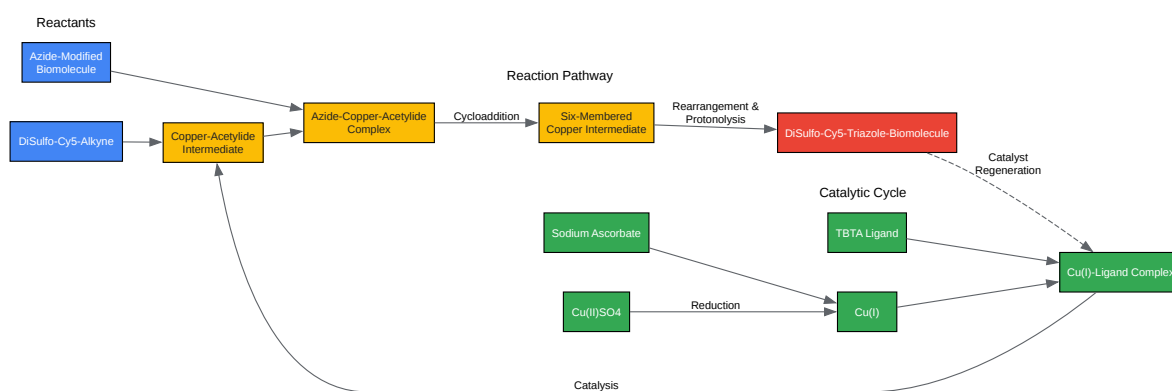 Reactants
Azide-Modified
Biomolecule
DiSulfo-Cy5-Alkyne
Copper-Acetylide
Intermediate
Reaction Pathway
Azide-Copper-Acetylide
Complex
Cycloaddition
Six-Membered
Copper Intermediate
Rearrangement &
Protonolysis
DiSulfo-Cy5-Triazole-Biomolecule
Catalyst
Regeneration
Catalytic Cycle
Sodium Ascorbate
TBTA Ligand
Cu(I)-Ligand Complex
Cu(II)SO4
Reduction
Cu(I)
Catalysis